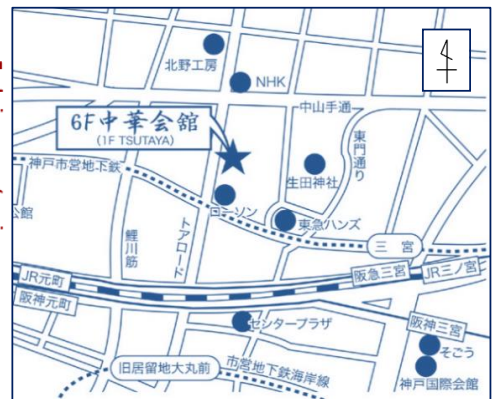 北野工房
NHK
中山手通
6F中華会館
(1F TSUTAYA)
東門通り
生田神社
神戸市営地下鉄
公館
ローソン
東急ハンズ
三 宮
鯉川筋
トアロード
JR元町
阪急三宮
JR三ノ宮
阪神元町
センタープラザ
阪神三宮
そごう
旧居留地大丸前
市営地下鉄海岸線
神戸国際会館